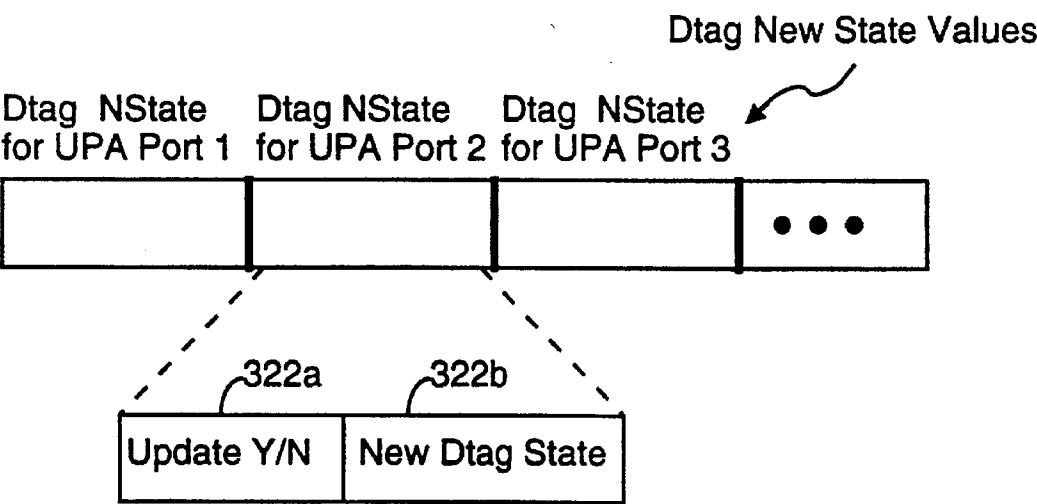 Dtag New State Values
Dtag NState
for UPA Port 1
Dtag NState
for UPA Port 2
Dtag NState
for UPA Port 3
322a
322b
Update Y/N
New Dtag State